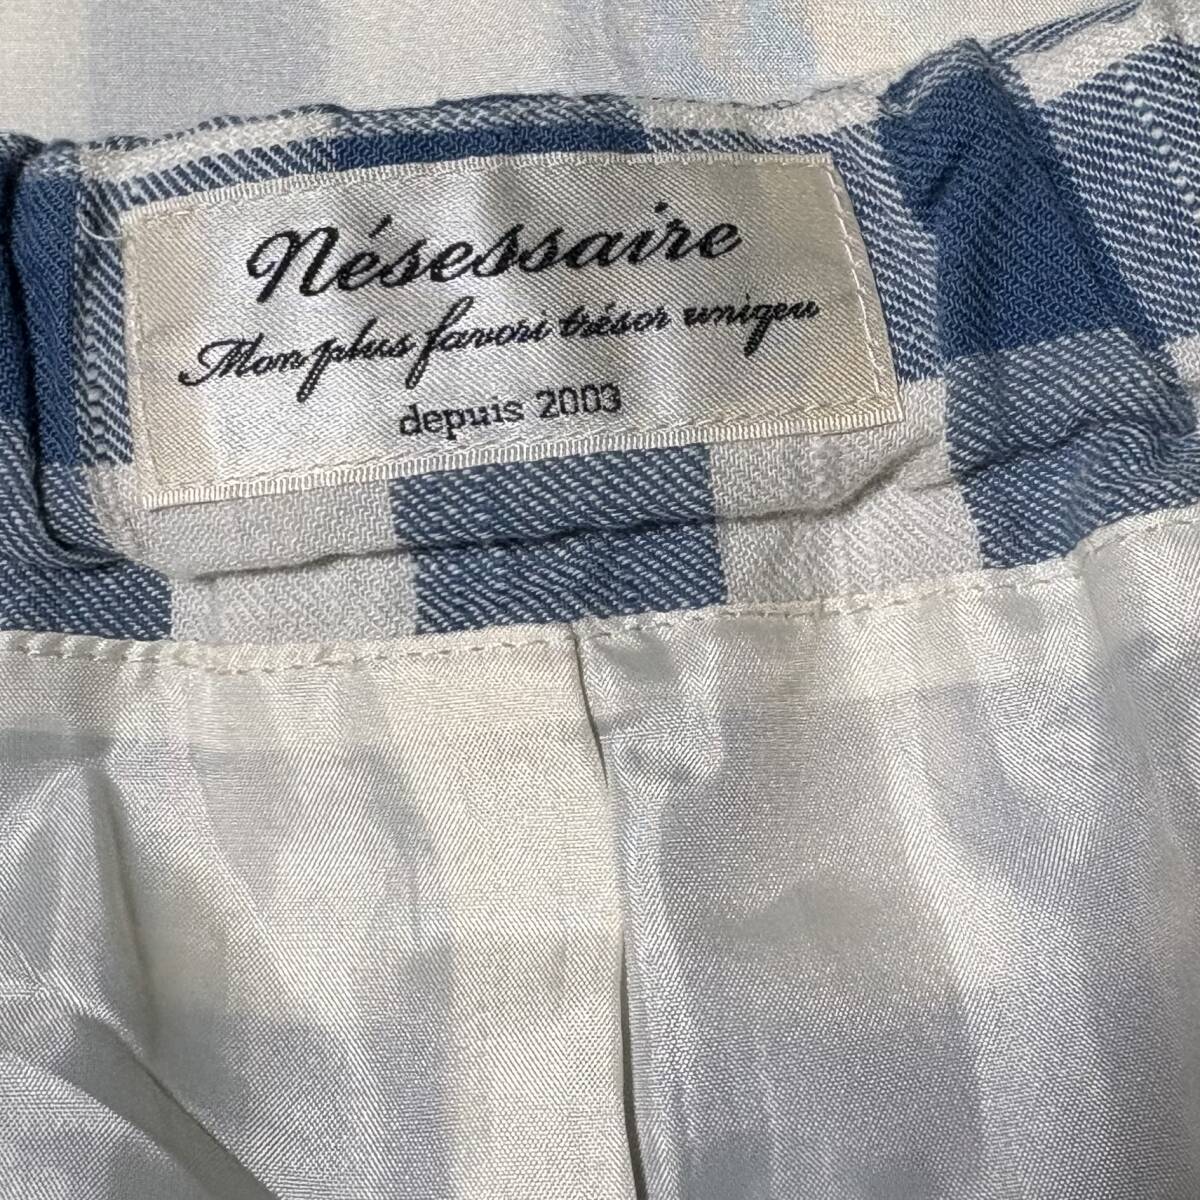 Nésessaire
Mon plus favori trésor uniqeu
depuis 2003